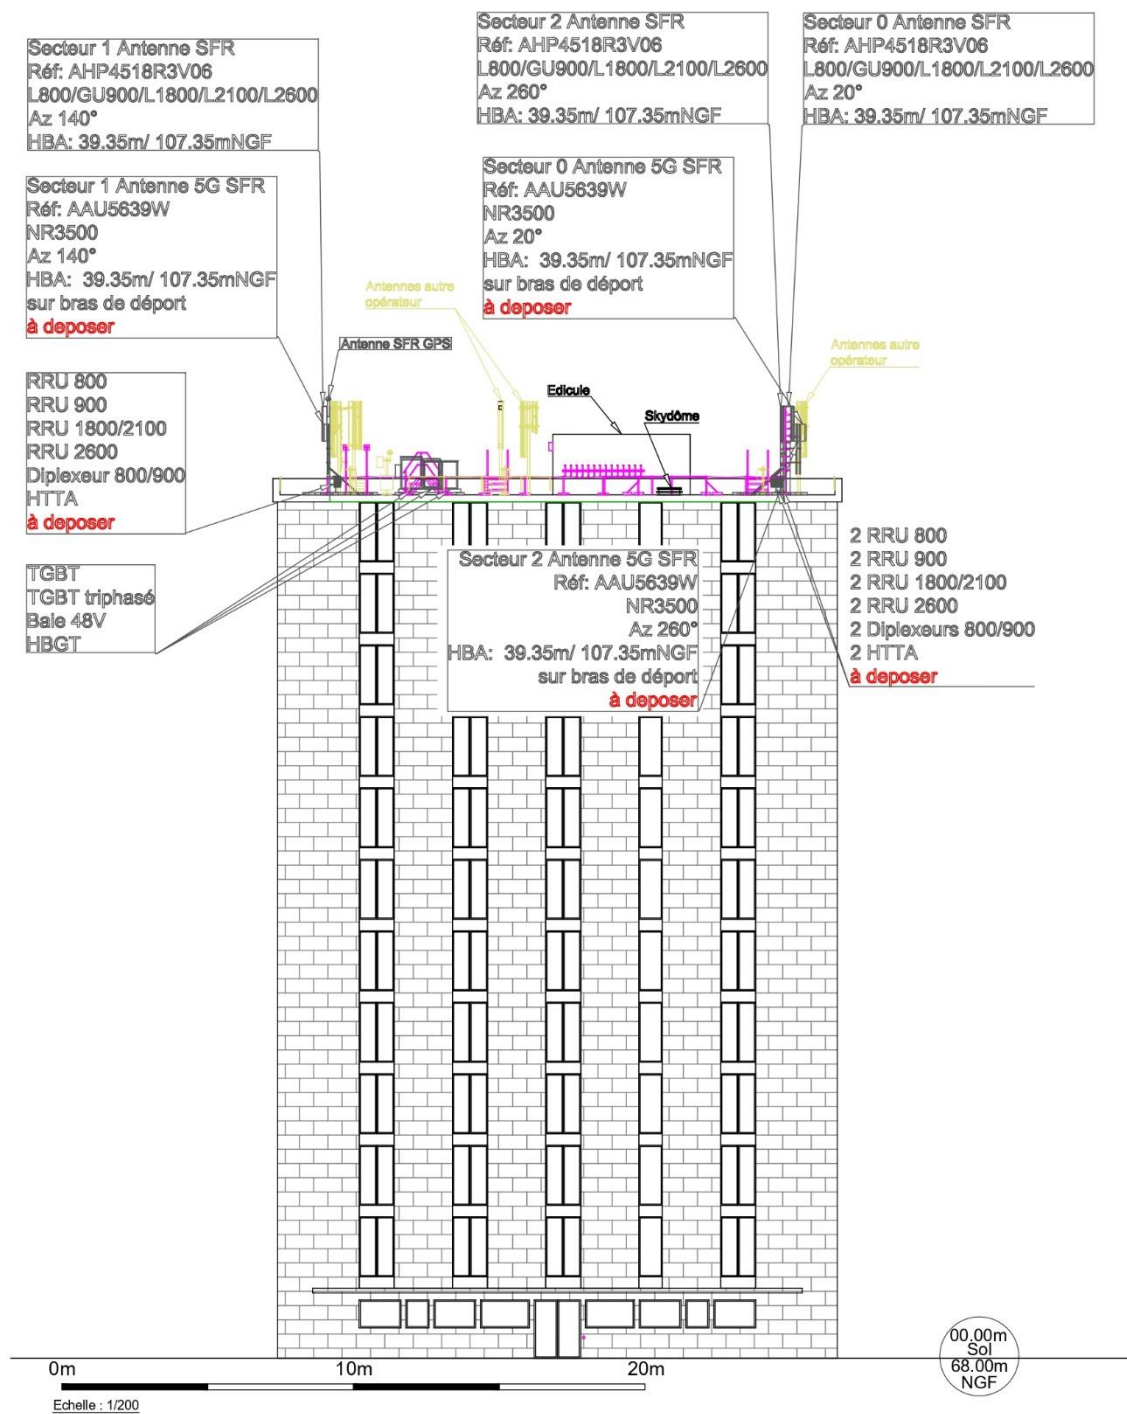 Secteur 1 Antenne SFR
Réf: AHP4518R3V06
L800/GU900/L1800/L2100/L2600
Az 140°
HBA: 39.35m/ 107.35mNGF
Secteur 2 Antenne SFR
Réf: AHP4518R3V06
L800/GU900/L1800/L2100/L2600
Az 260°
HBA: 39.35m/ 107.35mNGF
Secteur 0 Antenne SFR
Réf: AHP4518R3V06
L800/GU900/L1800/L2100/L2600
Az 20°
HBA: 39.35m/ 107.35mNGF
Secteur 1 Antenne 5G SFR
Réf: AAU5639W
NR3500
Az 140°
HBA: 39.35m/ 107.35mNGF
sur bras de déport
à deposer
Secteur 0 Antenne 5G SFR
Réf: AAU5639W
NR3500
Az 20°
HBA: 39.35m/ 107.35mNGF
sur bras de déport
à deposer
Antennes autre
opérateur
Antenne SFR GPS
Antennes autre
opérateur
Edicule
Skydôme
RRU 800
RRU 900
RRU 1800/2100
RRU 2600
Diplexeur 800/900
HTTA
à deposer
TGBT
TGBT triphasé
Baie 48V
HBGT
Secteur 2 Antenne 5G SFR
Réf: AAU5639W
NR3500
Az 260°
HBA: 39.35m/ 107.35mNGF
sur bras de déport
à deposer
2 RRU 800
2 RRU 900
2 RRU 1800/2100
2 RRU 2600
2 Diplexeurs 800/900
2 HTTA
à deposer
00.00m
Sol
68.00m
NGF
0m
10m
20m
Echelle : 1/200